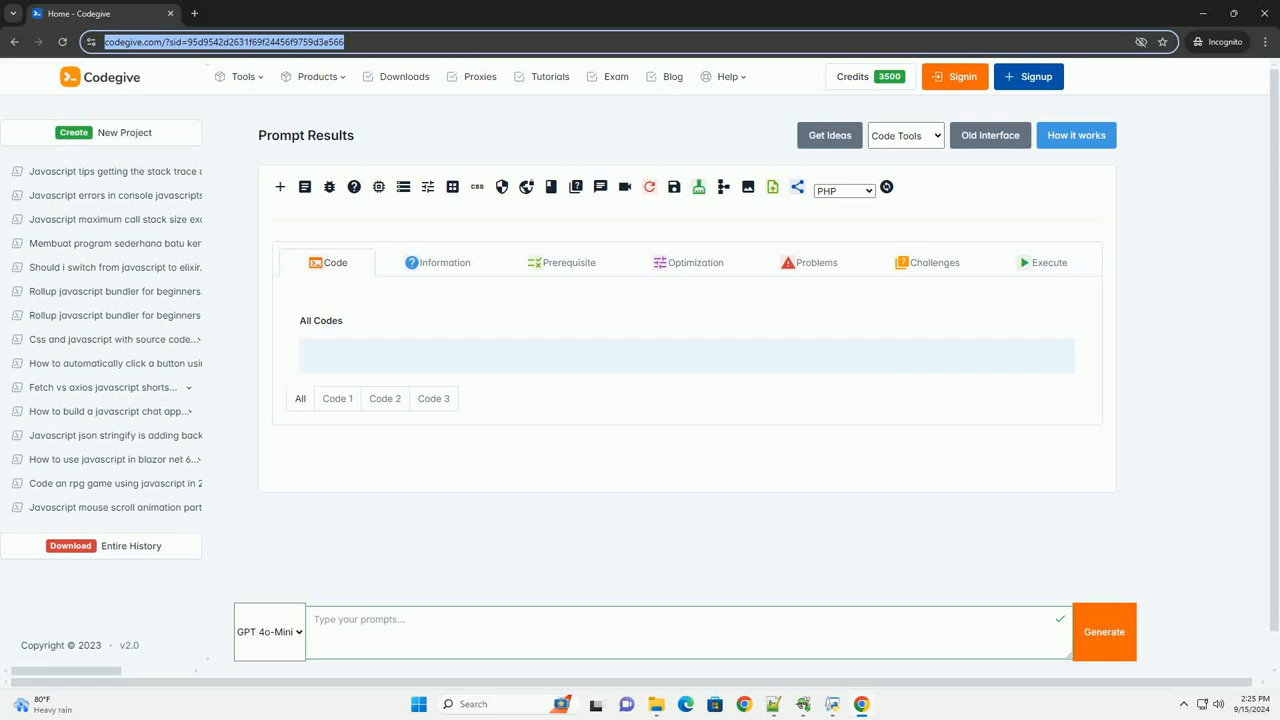 Home - Codegive
codegive.com/?sid=95d9542d2631f69f24456f9759d3e566
Incognito
Codegive
Tools
Products
Downloads
Proxies
Tutorials
Exam
Blog
Help
Credits 3500
Signin
Signup
Create New Project
Javascript tips getting the stack trace
Javascript errors in console javascripts
Javascript maximum call stack size
Membuat program sederhana batu
Should i switch from javascript to elixir.
Rollup javascript bundler for beginners.
Rollup javascript bundler for beginners
Css and javascript with source code...
How to automatically click a button
Fetch vs axios javascript shorts...
How to build a javascript chat app...
Javascript json stringify is adding back
How to use javascript in blazor net 6...
Code an rpg game using javascript in 2
Javascript mouse scroll animation part
Download Entire History
Copyright © 2023 · v2.0
Prompt Results
Get Ideas
Code Tools
Old Interface
How it works
CSS
PHP
Code
Information
Prerequisite
Optimization
Problems
Challenges
Execute
All Codes
All
Code 1
Code 2
Code 3
GPT 4o-Mini
Type your prompts...
Generate
80°F
Heavy rain
Search
2:25 PM
9/15/2024